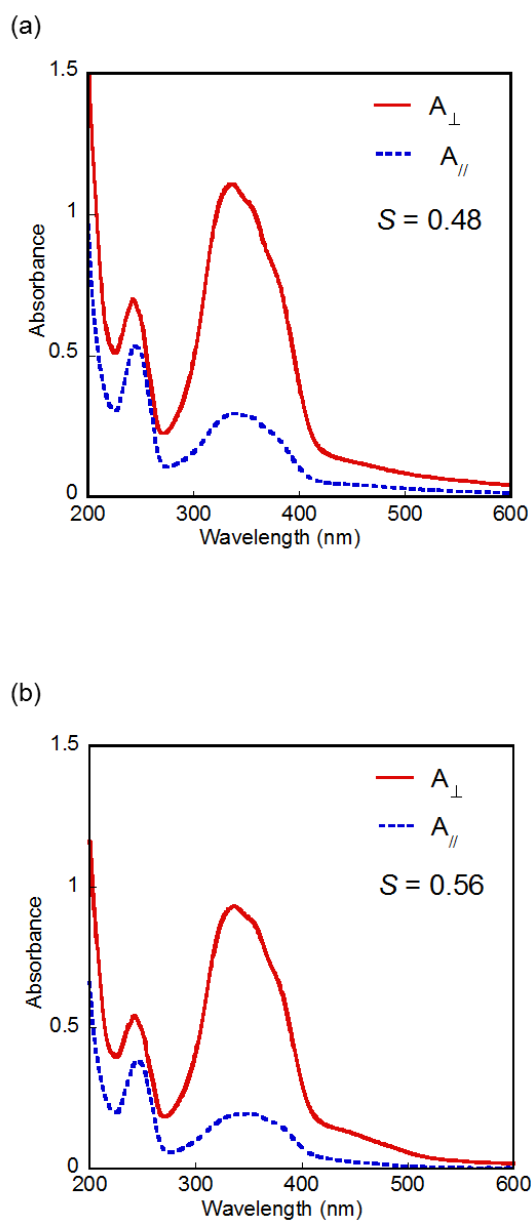 (a)
1.5
A⊥
A//
1
S = 0.48
Absorbance
0.5
0
200 300 400 500 600
Wavelength (nm)
(b)
1.5
A⊥
A//
1
S = 0.56
Absorbance
0.5
0
200 300 400 500 600
Wavelength (nm)